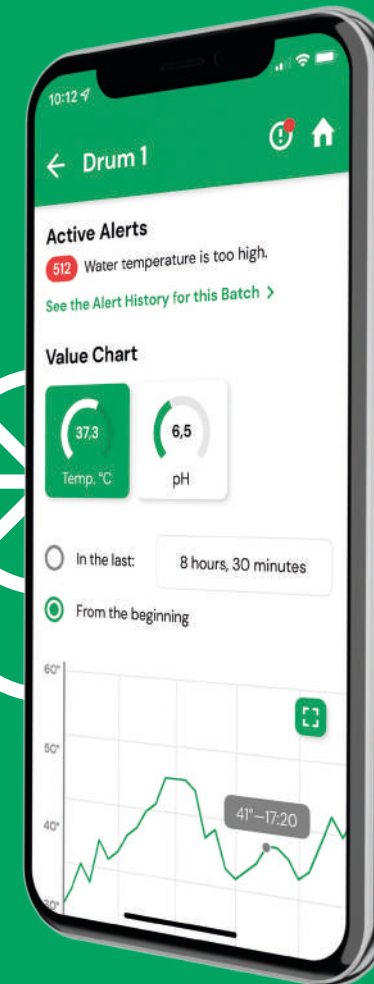 10:12
Drum 1
Active Alerts
512 Water temperature is too high.
See the Alert History for this Batch >
Value Chart
37,3
Temp. °C
6,5
pH
In the last: 8 hours, 30 minutes
From the beginning
60°
50°
41°—17:20
40°
30°